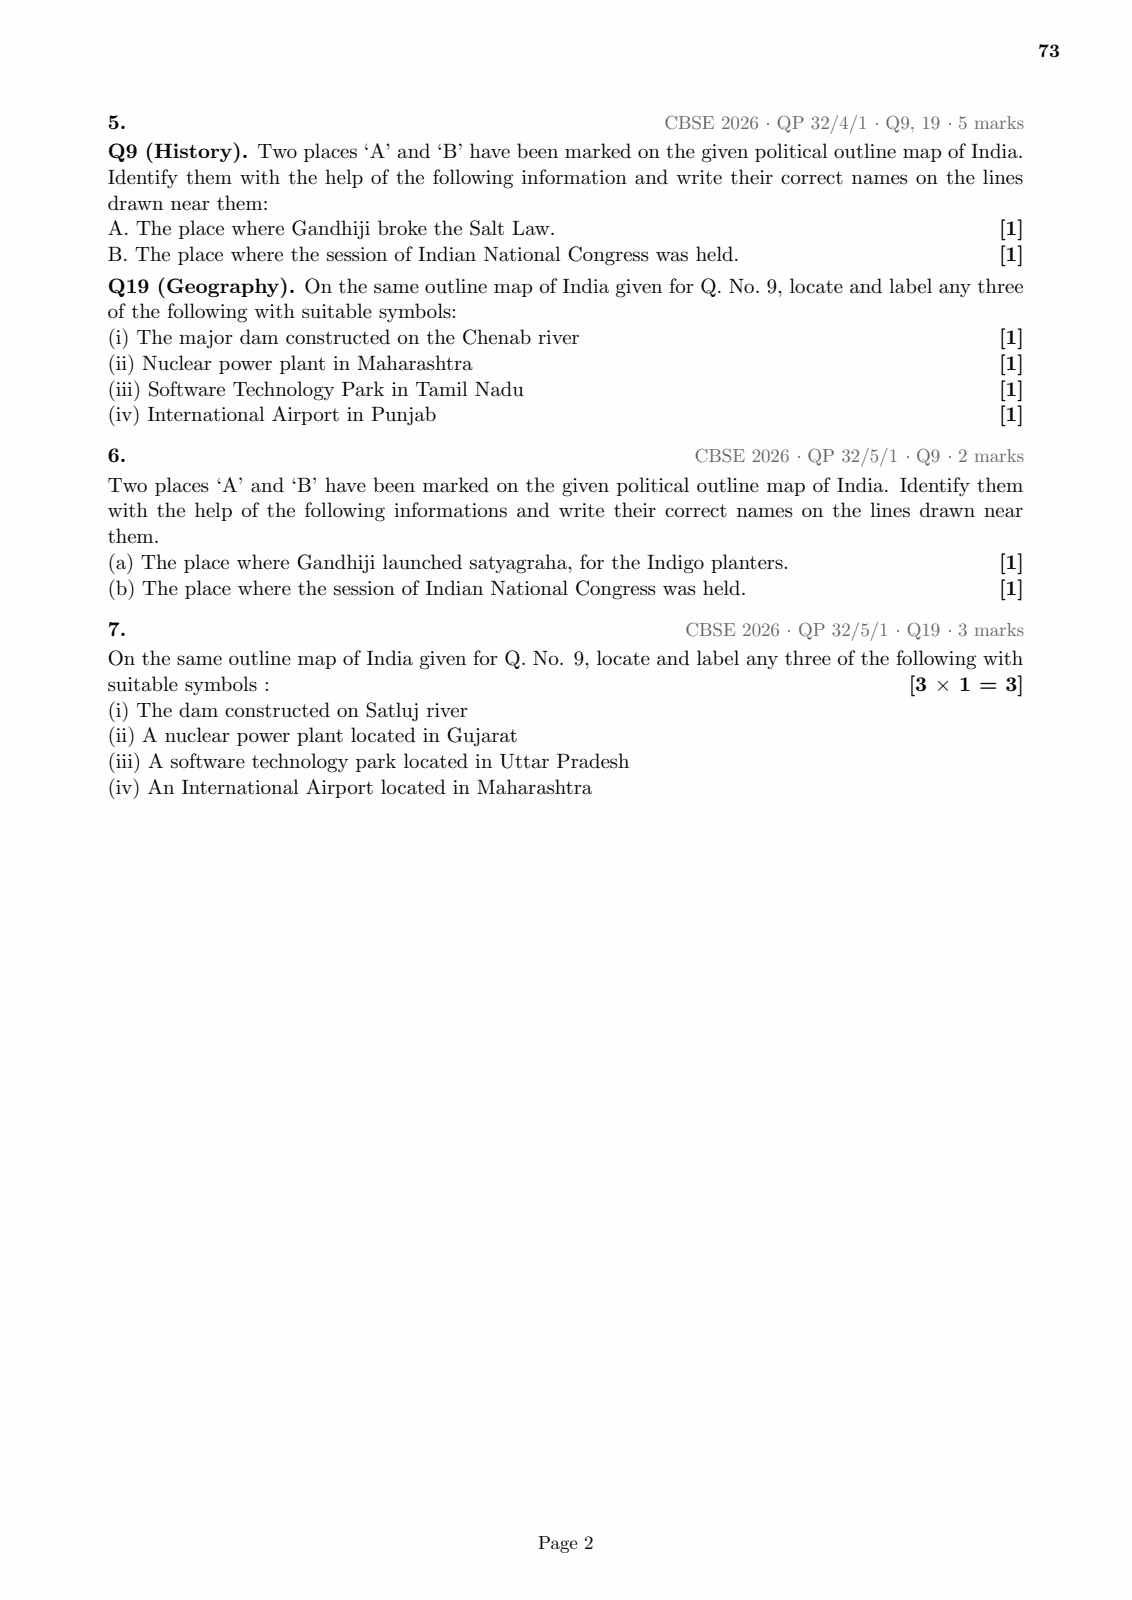 73
5. CBSE 2026 · QP 32/4/1 · Q9, 19 · 5 marks
Q9 (History). Two places ‘A’ and ‘B’ have been marked on the given political outline map of India.
Identify them with the help of the following information and write their correct names on the lines
drawn near them:
A. The place where Gandhiji broke the Salt Law. [1]
B. The place where the session of Indian National Congress was held. [1]
Q19 (Geography). On the same outline map of India given for Q. No. 9, locate and label any three
of the following with suitable symbols:
(i) The major dam constructed on the Chenab river [1]
(ii) Nuclear power plant in Maharashtra [1]
(iii) Software Technology Park in Tamil Nadu [1]
(iv) International Airport in Punjab [1]
6. CBSE 2026 · QP 32/5/1 · Q9 · 2 marks
Two places ‘A’ and ‘B’ have been marked on the given political outline map of India. Identify them
with the help of the following informations and write their correct names on the lines drawn near
them.
(a) The place where Gandhiji launched satyagraha, for the Indigo planters. [1]
(b) The place where the session of Indian National Congress was held. [1]
7. CBSE 2026 · QP 32/5/1 · Q19 · 3 marks
On the same outline map of India given for Q. No. 9, locate and label any three of the following with
suitable symbols : [3 × 1 = 3]
(i) The dam constructed on Satluj river
(ii) A nuclear power plant located in Gujarat
(iii) A software technology park located in Uttar Pradesh
(iv) An International Airport located in Maharashtra
Page 2